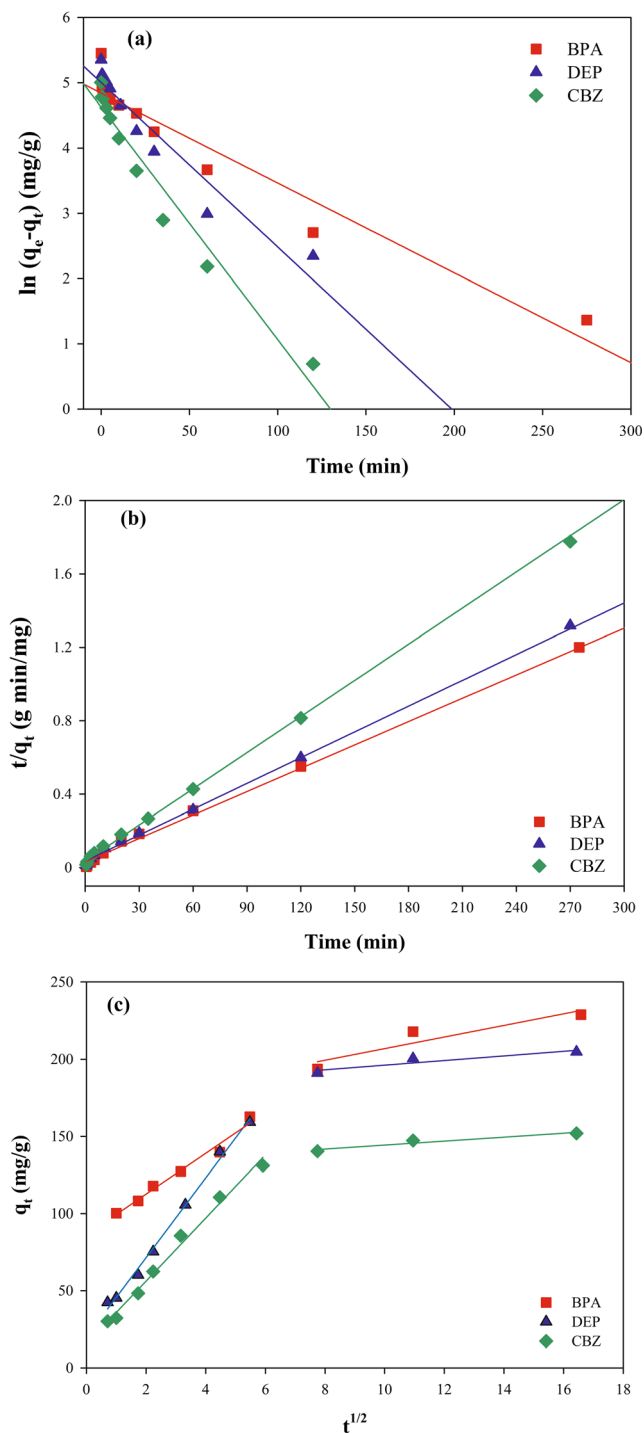 (a)
BPA
DEP
CBZ
6
5
4
3
2
1
0
ln (qₑ-qₜ) (mg/g)
0 50 100 150 200 250 300
Time (min)
(b)
2.0
1.6
1.2
0.8
0.4
0
t/qₜ (g min/mg)
BPA
DEP
CBZ
0 30 60 90 120 150 180 210 240 270 300
Time (min)
(c)
250
200
150
100
50
0
qₜ (mg/g)
BPA
DEP
CBZ
0 2 4 6 8 10 12 14 16 18
t¹/²